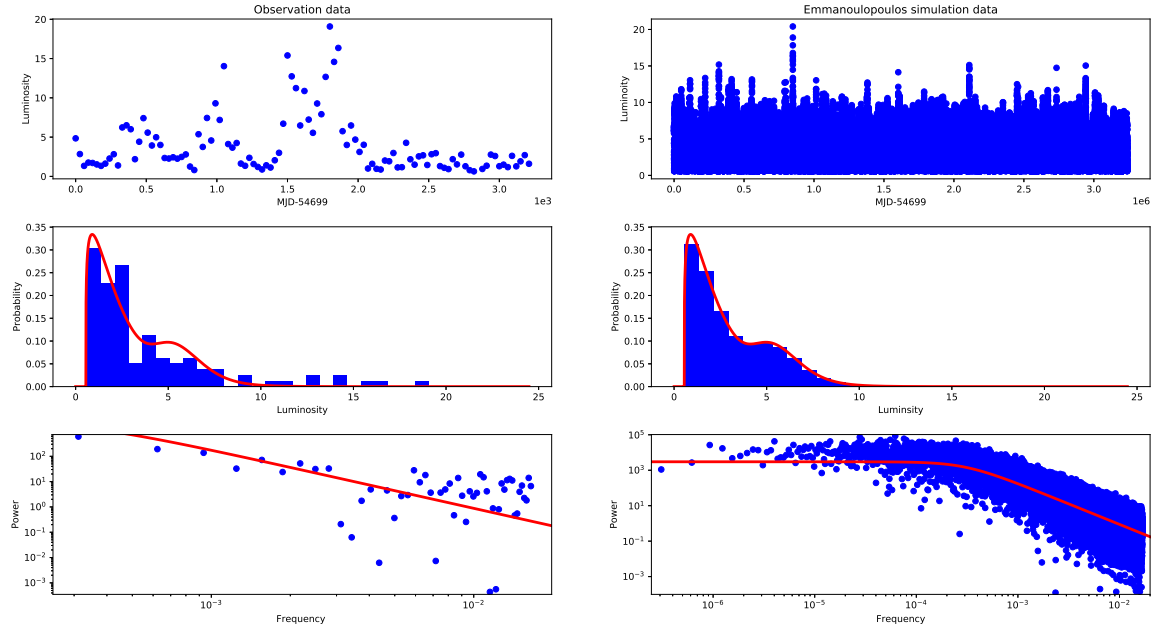 Observation data
Luminosity
20
15
10
5
0
0.0 0.5 1.0 1.5 2.0 2.5 3.0
MJD-54699
1e3
Emmanoulopoulos simulation data
Luminoity
20
15
10
5
0
0.0 0.5 1.0 1.5 2.0 2.5 3.0
MJD-54699
1e6
Probability
0.35
0.30
0.25
0.20
0.15
0.10
0.05
0.00
0 5 10 15 20 25
Luminosity
Probability
0.35
0.30
0.25
0.20
0.15
0.10
0.05
0.00
0 5 10 15 20 25
Luminsity
Power
10²
10¹
10⁰
10⁻¹
10⁻²
10⁻³
10⁻³ 10⁻²
Frequency
Power
10⁵
10³
10¹
10⁻¹
10⁻³
10⁻⁶ 10⁻⁵ 10⁻⁴ 10⁻³ 10⁻²
Frequency